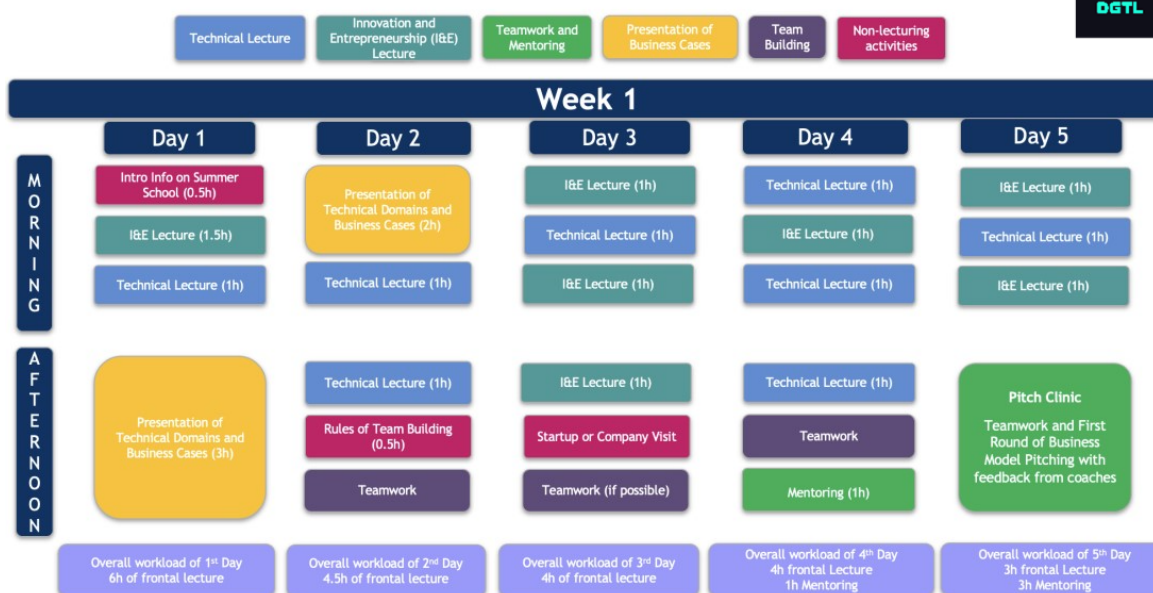 DGTL
Technical Lecture
Innovation and
Entrepreneurship (I&E)
Lecture
Teamwork and
Mentoring
Presentation of
Business Cases
Team
Building
Non-lecturing
activities
Week 1
Day 1
Day 2
Day 3
Day 4
Day 5
MORNING
Intro Info on Summer
School (0.5h)
I&E Lecture (1.5h)
Technical Lecture (1h)
Presentation of
Technical Domains and
Business Cases (2h)
Technical Lecture (1h)
I&E Lecture (1h)
Technical Lecture (1h)
I&E Lecture (1h)
Technical Lecture (1h)
I&E Lecture (1h)
Technical Lecture (1h)
I&E Lecture (1h)
Technical Lecture (1h)
I&E Lecture (1h)
AFTERNOON
Presentation of
Technical Domains and
Business Cases (3h)
Technical Lecture (1h)
Rules of Team Building
(0.5h)
Teamwork
I&E Lecture (1h)
Startup or Company Visit
Teamwork (if possible)
Technical Lecture (1h)
Teamwork
Mentoring (1h)
Pitch Clinic
Teamwork and First
Round of Business
Model Pitching with
feedback from coaches
Overall workload of 1st Day
6h of frontal lecture
Overall workload of 2nd Day
4.5h of frontal lecture
Overall workload of 3rd Day
4h of frontal lecture
Overall workload of 4th Day
4h frontal Lecture
1h Mentoring
Overall workload of 5th Day
3h frontal Lecture
3h Mentoring